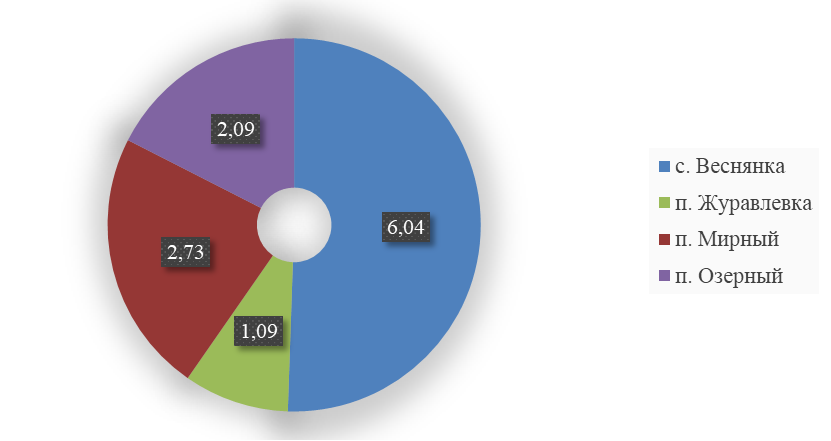 2,09
6,04
2,73
1,09
с. Веснянка
п. Журавлевка
п. Мирный
п. Озерный